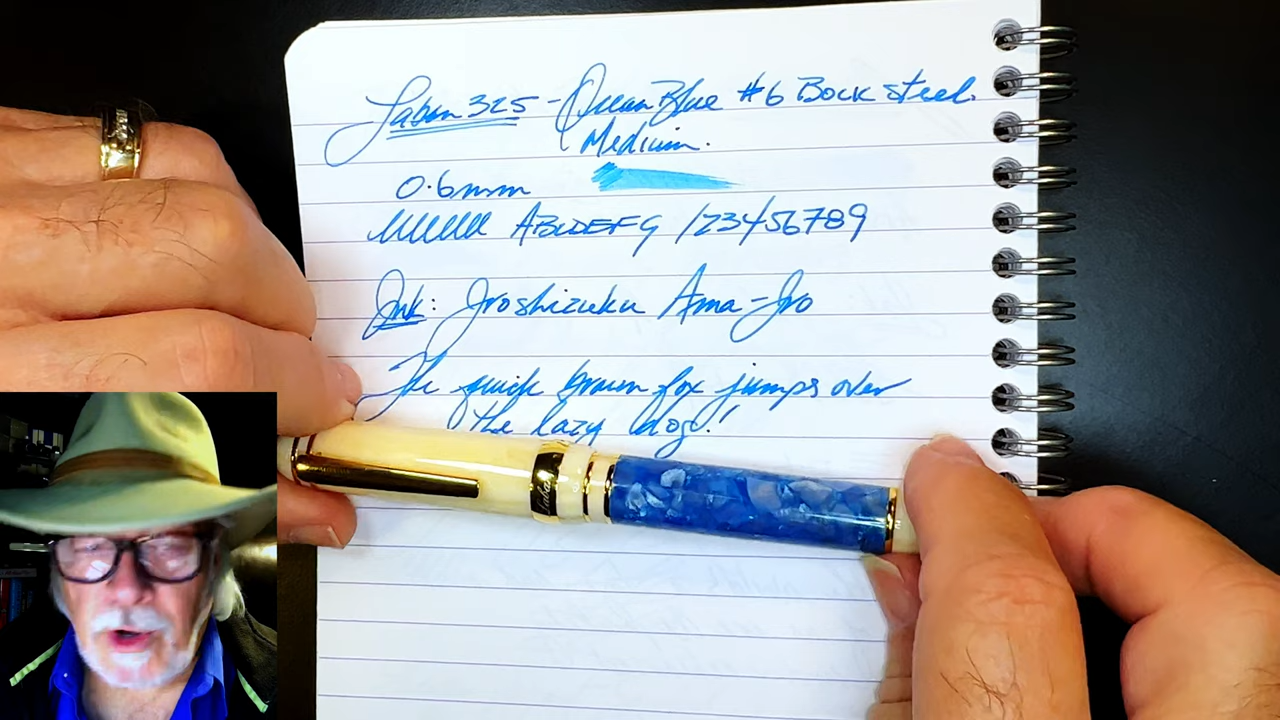 Laban 325 - Ocean Blue #6 Bock steel.
Medium.
0.6mm
ABCDEFG 123456789
Ink: Iroshizuku Ama-Iro
The quick brown fox jumps over
the lazy dog!
Laban